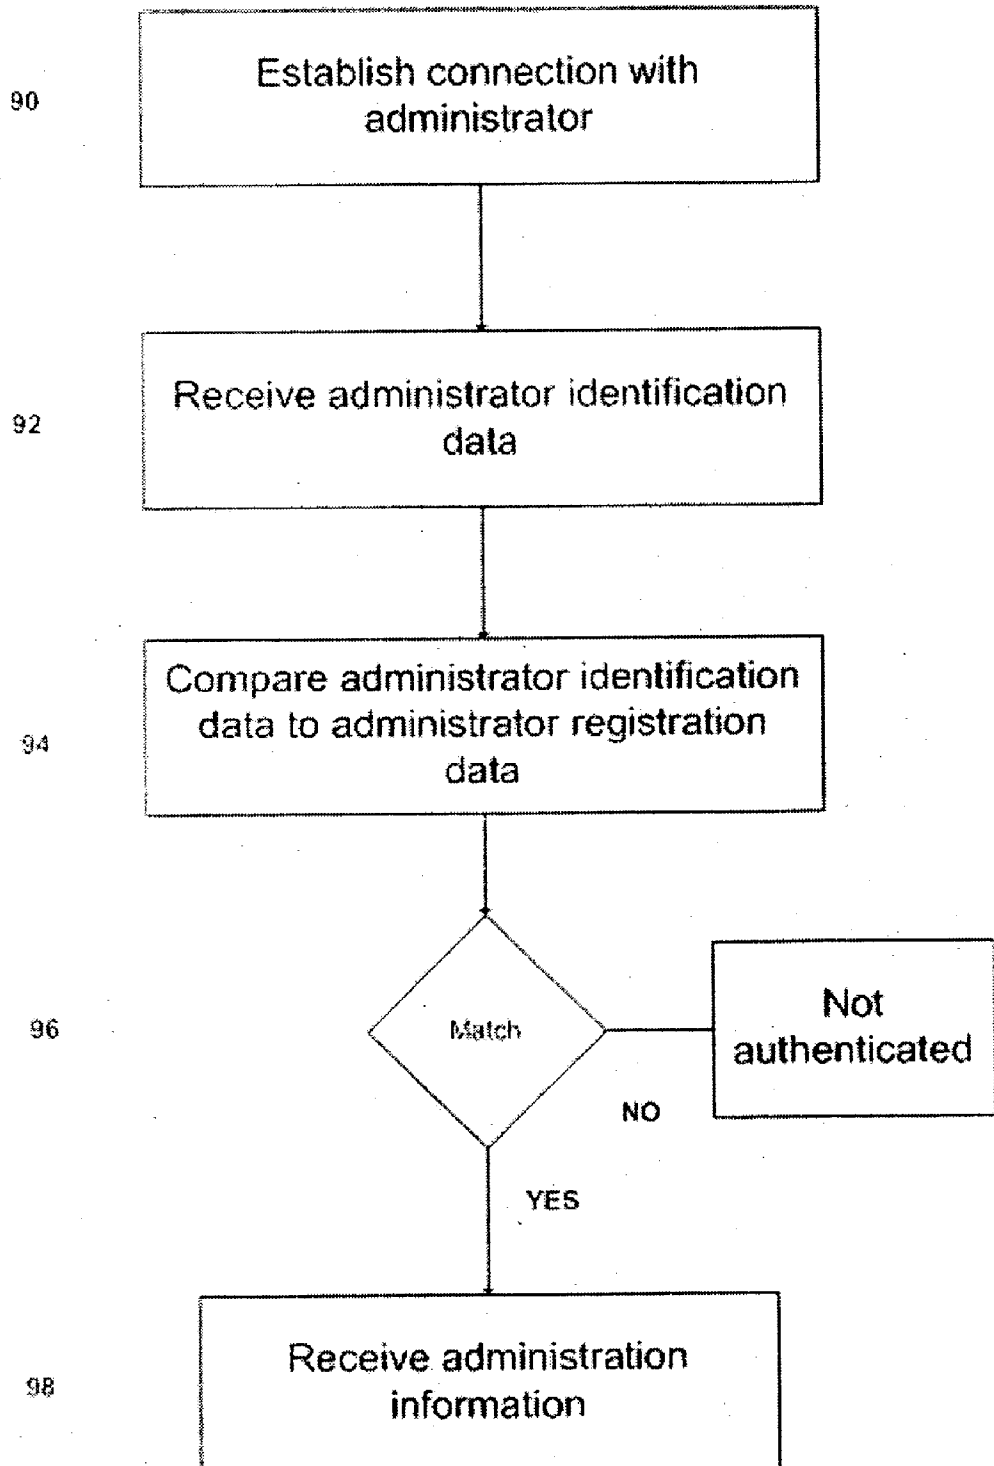 90
Establish connection with
administrator
92
Receive administrator identification
data
94
Compare administrator identification
data to administrator registration
data
96
Match
Not
authenticated
NO
YES
98
Receive administration
information